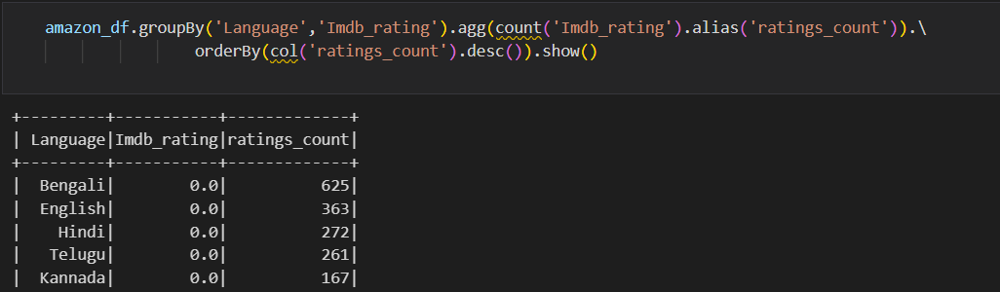 amazon_df.groupBy('Language','Imdb_rating').agg(count('Imdb_rating').alias('ratings_count')).\
orderBy(col('ratings_count').desc()).show()
+---------+-----------+-------------+
| Language|Imdb_rating|ratings_count|
+---------+-----------+-------------+
|  Bengali|        0.0|          625|
|  English|        0.0|          363|
|    Hindi|        0.0|          272|
|   Telugu|        0.0|          261|
|  Kannada|        0.0|          167|